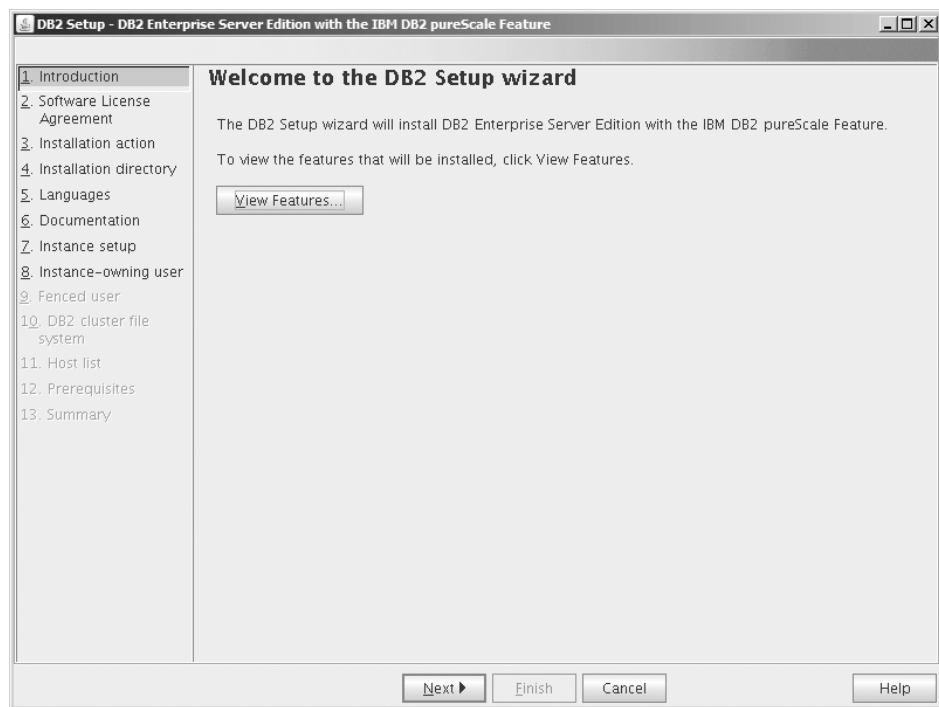 DB2 Setup - DB2 Enterprise Server Edition with the IBM DB2 pureScale Feature
1. Introduction
2. Software License
Agreement
3. Installation action
4. Installation directory
5. Languages
6. Documentation
7. Instance setup
8. Instance-owning user
9. Fenced user
10. DB2 cluster file
system
11. Host list
12. Prerequisites
13. Summary
Welcome to the DB2 Setup wizard
The DB2 Setup wizard will install DB2 Enterprise Server Edition with the IBM DB2 pureScale Feature.
To view the features that will be installed, click View Features.
View Features...
Next
Finish
Cancel
Help